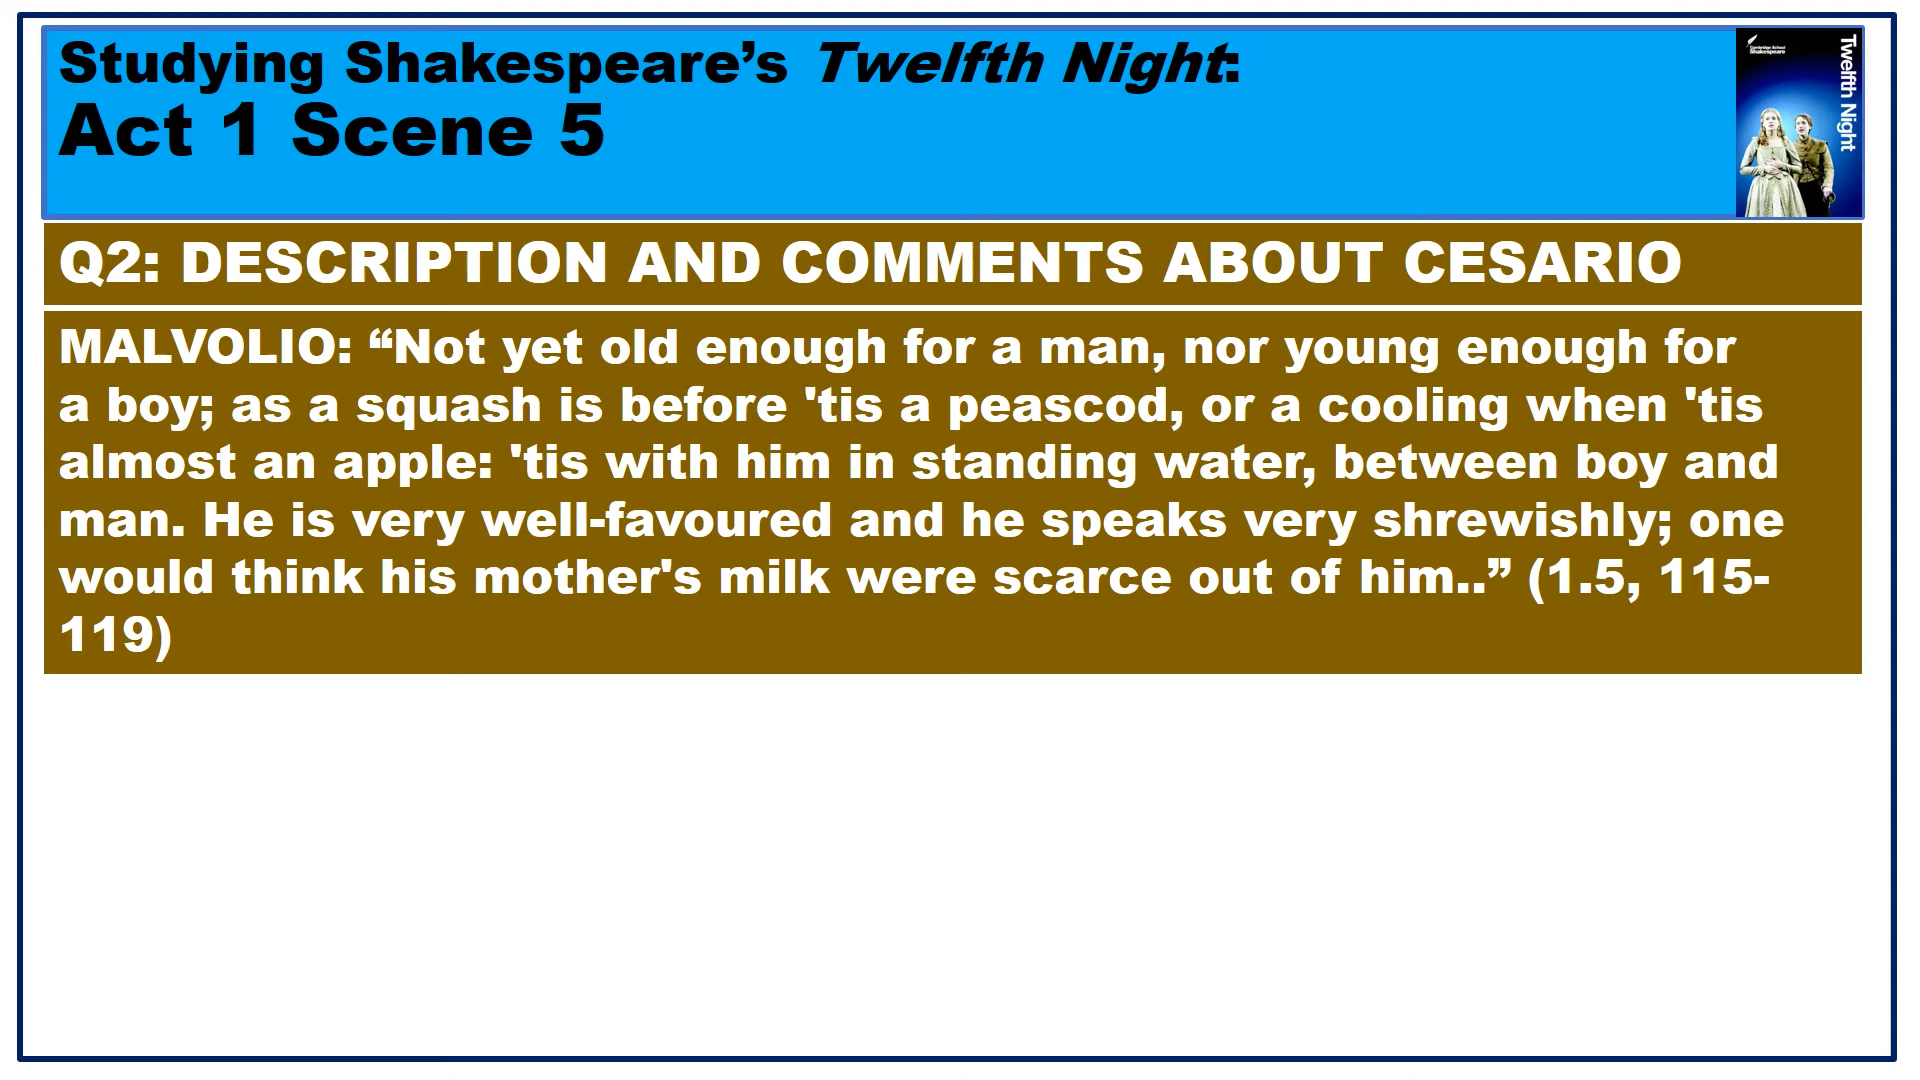 Studying Shakespeare’s Twelfth Night:
Act 1 Scene 5
Cambridge School
Shakespeare
Twelfth Night
Q2: DESCRIPTION AND COMMENTS ABOUT CESARIO
MALVOLIO: “Not yet old enough for a man, nor young enough for
a boy; as a squash is before 'tis a peascod, or a cooling when 'tis
almost an apple: 'tis with him in standing water, between boy and
man. He is very well-favoured and he speaks very shrewishly; one
would think his mother's milk were scarce out of him..” (1.5, 115-
119)